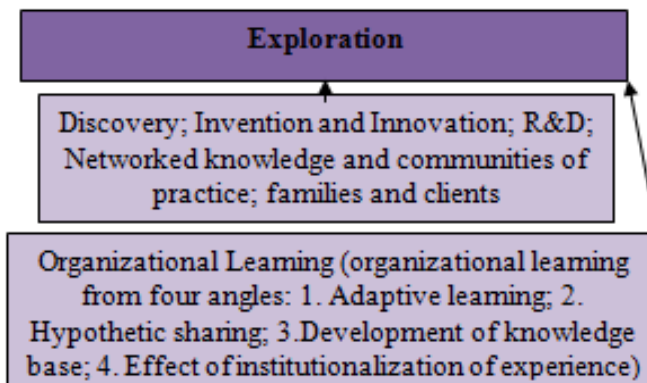 Exploration
Discovery; Invention and Innovation; R&D;
Networked knowledge and communities of
practice; families and clients
Organizational Learning (organizational learning
from four angles: 1. Adaptive learning; 2.
Hypothetic sharing; 3.Development of knowledge
base; 4. Effect of institutionalization of experience)